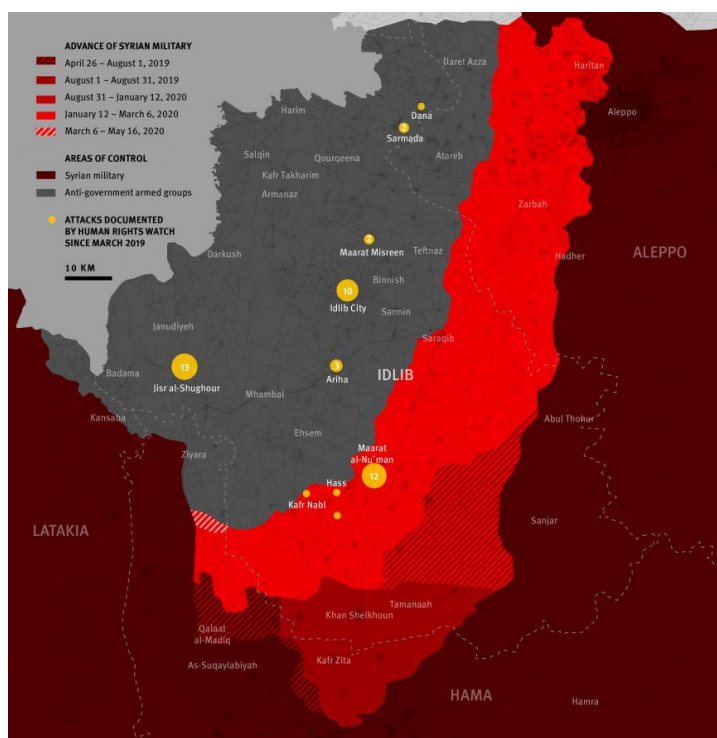 ADVANCE OF SYRIAN MILITARY
April 26 – August 1, 2019
August 1 – August 31, 2019
August 31 – January 12, 2020
January 12 – March 6, 2020
March 6 – May 16, 2020
AREAS OF CONTROL
Syrian military
Anti-government armed groups
ATTACKS DOCUMENTED
BY HUMAN RIGHTS WATCH
SINCE MARCH 2019
10 KM
Daret Azza
Haritan
Harim
Dana
Aleppo
2
Sarmada
Salqin
Qourqeena
Atareb
Kafr Takharim
Armanaz
Zarbah
2
Maarat Misreen
Teftnaz
Darkush
Hadher
ALEPPO
Binnish
10
Idlib City
Sarmin
Janudiyeh
Saraqib
13
3
Badama
Ariha
IDLIB
Jisr al-Shughour
Mhambal
Kansaba
Abul Thohur
Ehsem
Ziyara
Maarat
al-Nu`man
12
Hass
Kafr Nabl
LATAKIA
Sanjar
Tamanaah
Khan Sheikhoun
Qalaat
al-Madiq
As-Suqaylabiyah
Kafr Zita
HAMA
Hamra